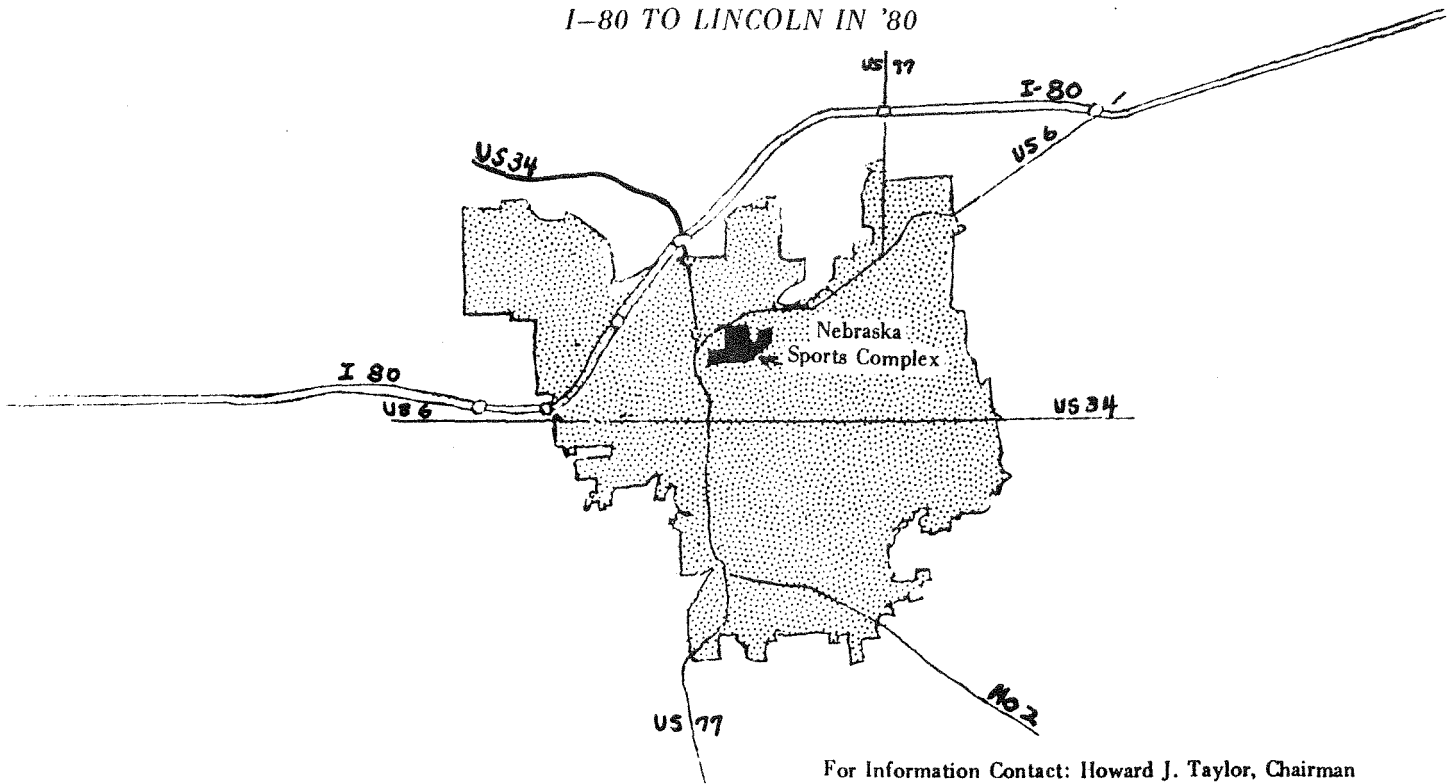 I–80 TO LINCOLN IN '80
US 77
I-80
US 6
US 34
Nebraska
Sports Complex
I 80
US 6
US 34
US 77
MO 2
For Information Contact: Howard J. Taylor, Chairman